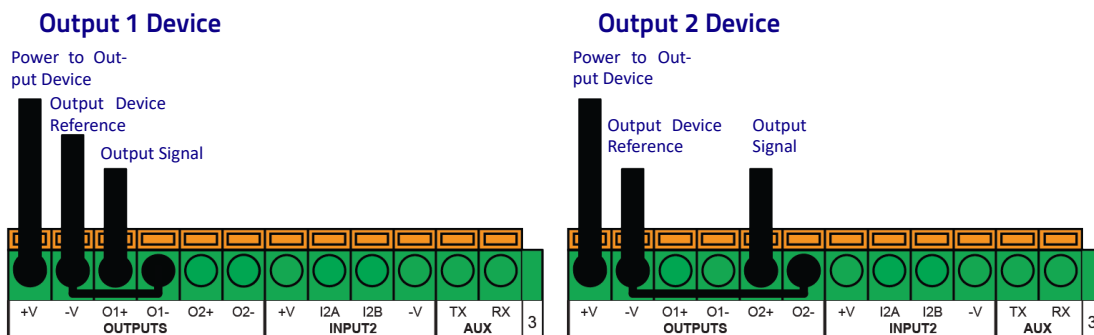 Output 1 Device
Power to Out-
put Device
Output Device
Reference
Output Signal
+V -V O1+ O1- O2+ O2- +V I2A I2B -V TX RX
OUTPUTS INPUT2 AUX 3
Output 2 Device
Power to Out-
put Device
Output Device
Reference
Output
Signal
+V -V O1+ O1- O2+ O2- +V I2A I2B -V TX RX
OUTPUTS INPUT2 AUX 3